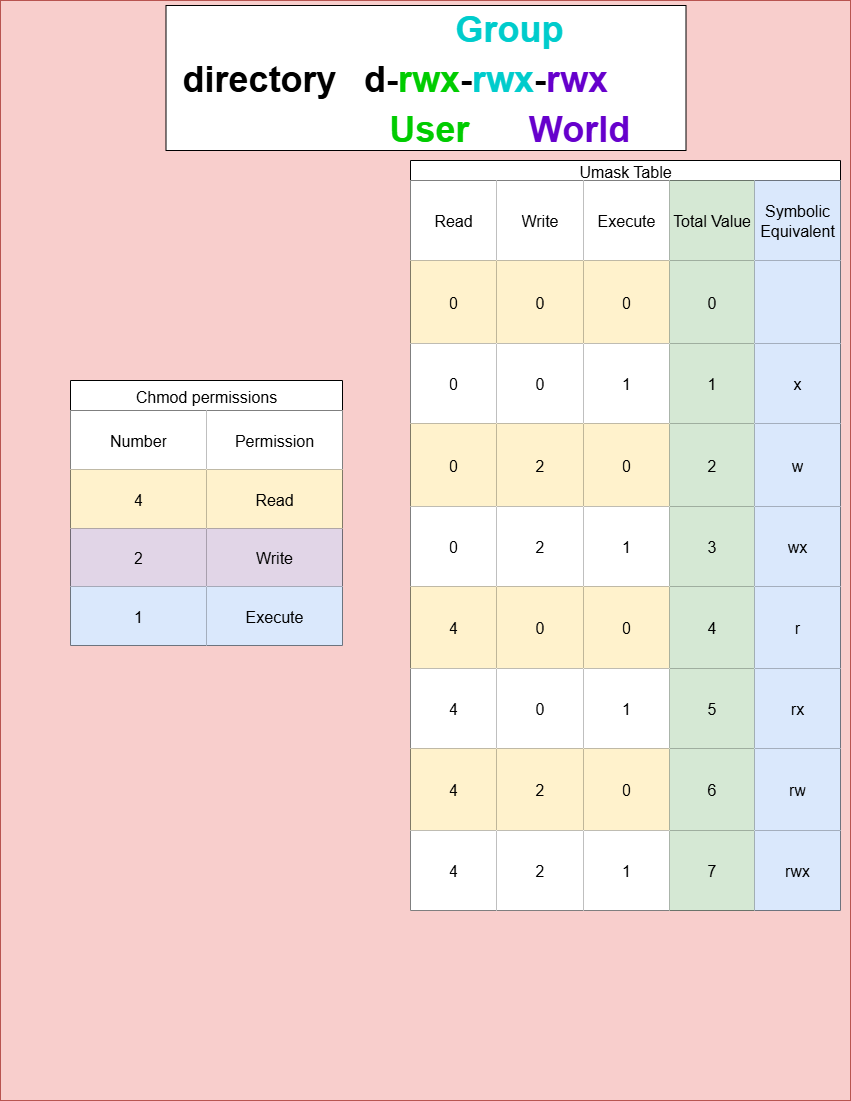 Group
directory d-rwx-rwx-rwx
User World
Umask Table
Read Write Execute Total Value Symbolic Equivalent
0 0 0 0
0 0 1 1 x
0 2 0 2 w
0 2 1 3 wx
4 0 0 4 r
4 0 1 5 rx
4 2 0 6 rw
4 2 1 7 rwx
Chmod permissions
Number Permission
4 Read
2 Write
1 Execute